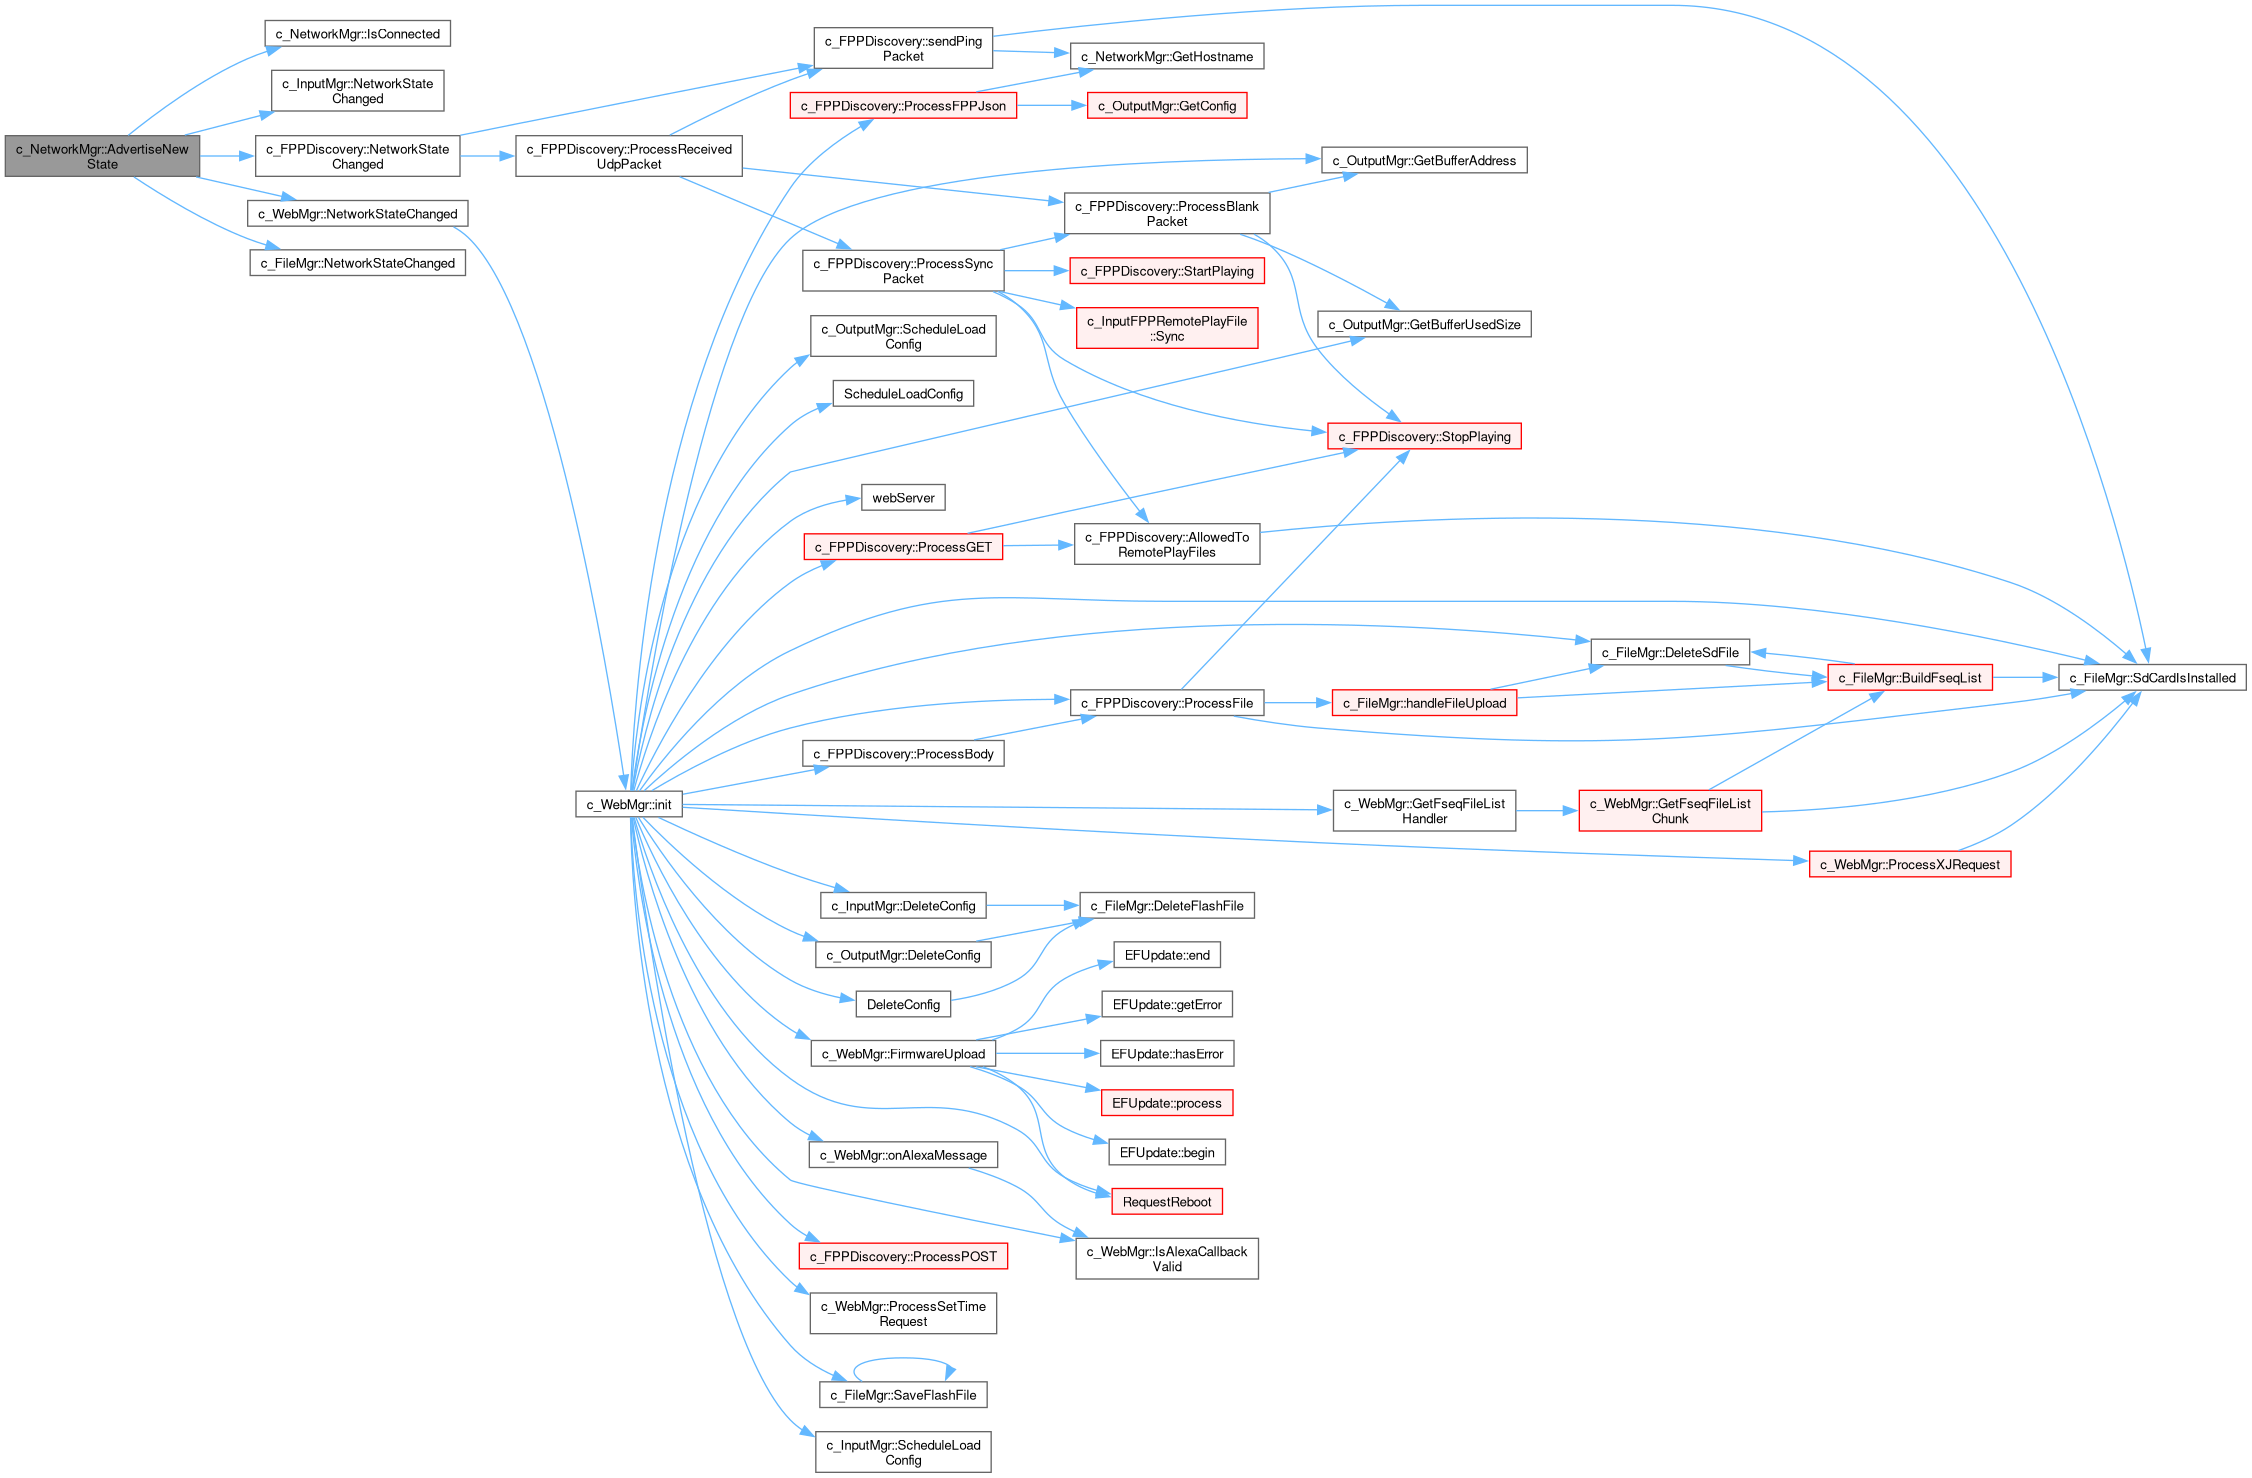 c_NetworkMgr::AdvertiseNew
State
c_NetworkMgr::IsConnected
c_InputMgr::NetworkState
Changed
c_FPPDiscovery::NetworkState
Changed
c_WebMgr::NetworkStateChanged
c_FileMgr::NetworkStateChanged
c_WebMgr::init
c_FPPDiscovery::ProcessReceived
UdpPacket
c_FPPDiscovery::sendPing
Packet
c_FPPDiscovery::ProcessFPPJson
c_FPPDiscovery::ProcessSync
Packet
c_OutputMgr::ScheduleLoad
Config
ScheduleLoadConfig
webServer
c_FPPDiscovery::ProcessGET
c_FPPDiscovery::ProcessBody
c_InputMgr::DeleteConfig
c_OutputMgr::DeleteConfig
DeleteConfig
c_WebMgr::FirmwareUpload
c_WebMgr::onAlexaMessage
c_FPPDiscovery::ProcessPOST
c_WebMgr::ProcessSetTime
Request
c_FileMgr::SaveFlashFile
c_InputMgr::ScheduleLoad
Config
c_NetworkMgr::GetHostname
c_OutputMgr::GetConfig
c_FPPDiscovery::ProcessBlank
Packet
c_FPPDiscovery::StartPlaying
c_InputFPPRemotePlayFile
::Sync
c_FPPDiscovery::AllowedTo
RemotePlayFiles
c_FPPDiscovery::ProcessFile
c_FileMgr::DeleteFlashFile
EFUpdate::end
EFUpdate::getError
EFUpdate::hasError
EFUpdate::process
EFUpdate::begin
RequestReboot
c_WebMgr::IsAlexaCallback
Valid
c_OutputMgr::GetBufferAddress
c_OutputMgr::GetBufferUsedSize
c_FPPDiscovery::StopPlaying
c_FileMgr::handleFileUpload
c_WebMgr::GetFseqFileList
Handler
c_FileMgr::DeleteSdFile
c_WebMgr::GetFseqFileList
Chunk
c_FileMgr::BuildFseqList
c_WebMgr::ProcessXJRequest
c_FileMgr::SdCardIsInstalled